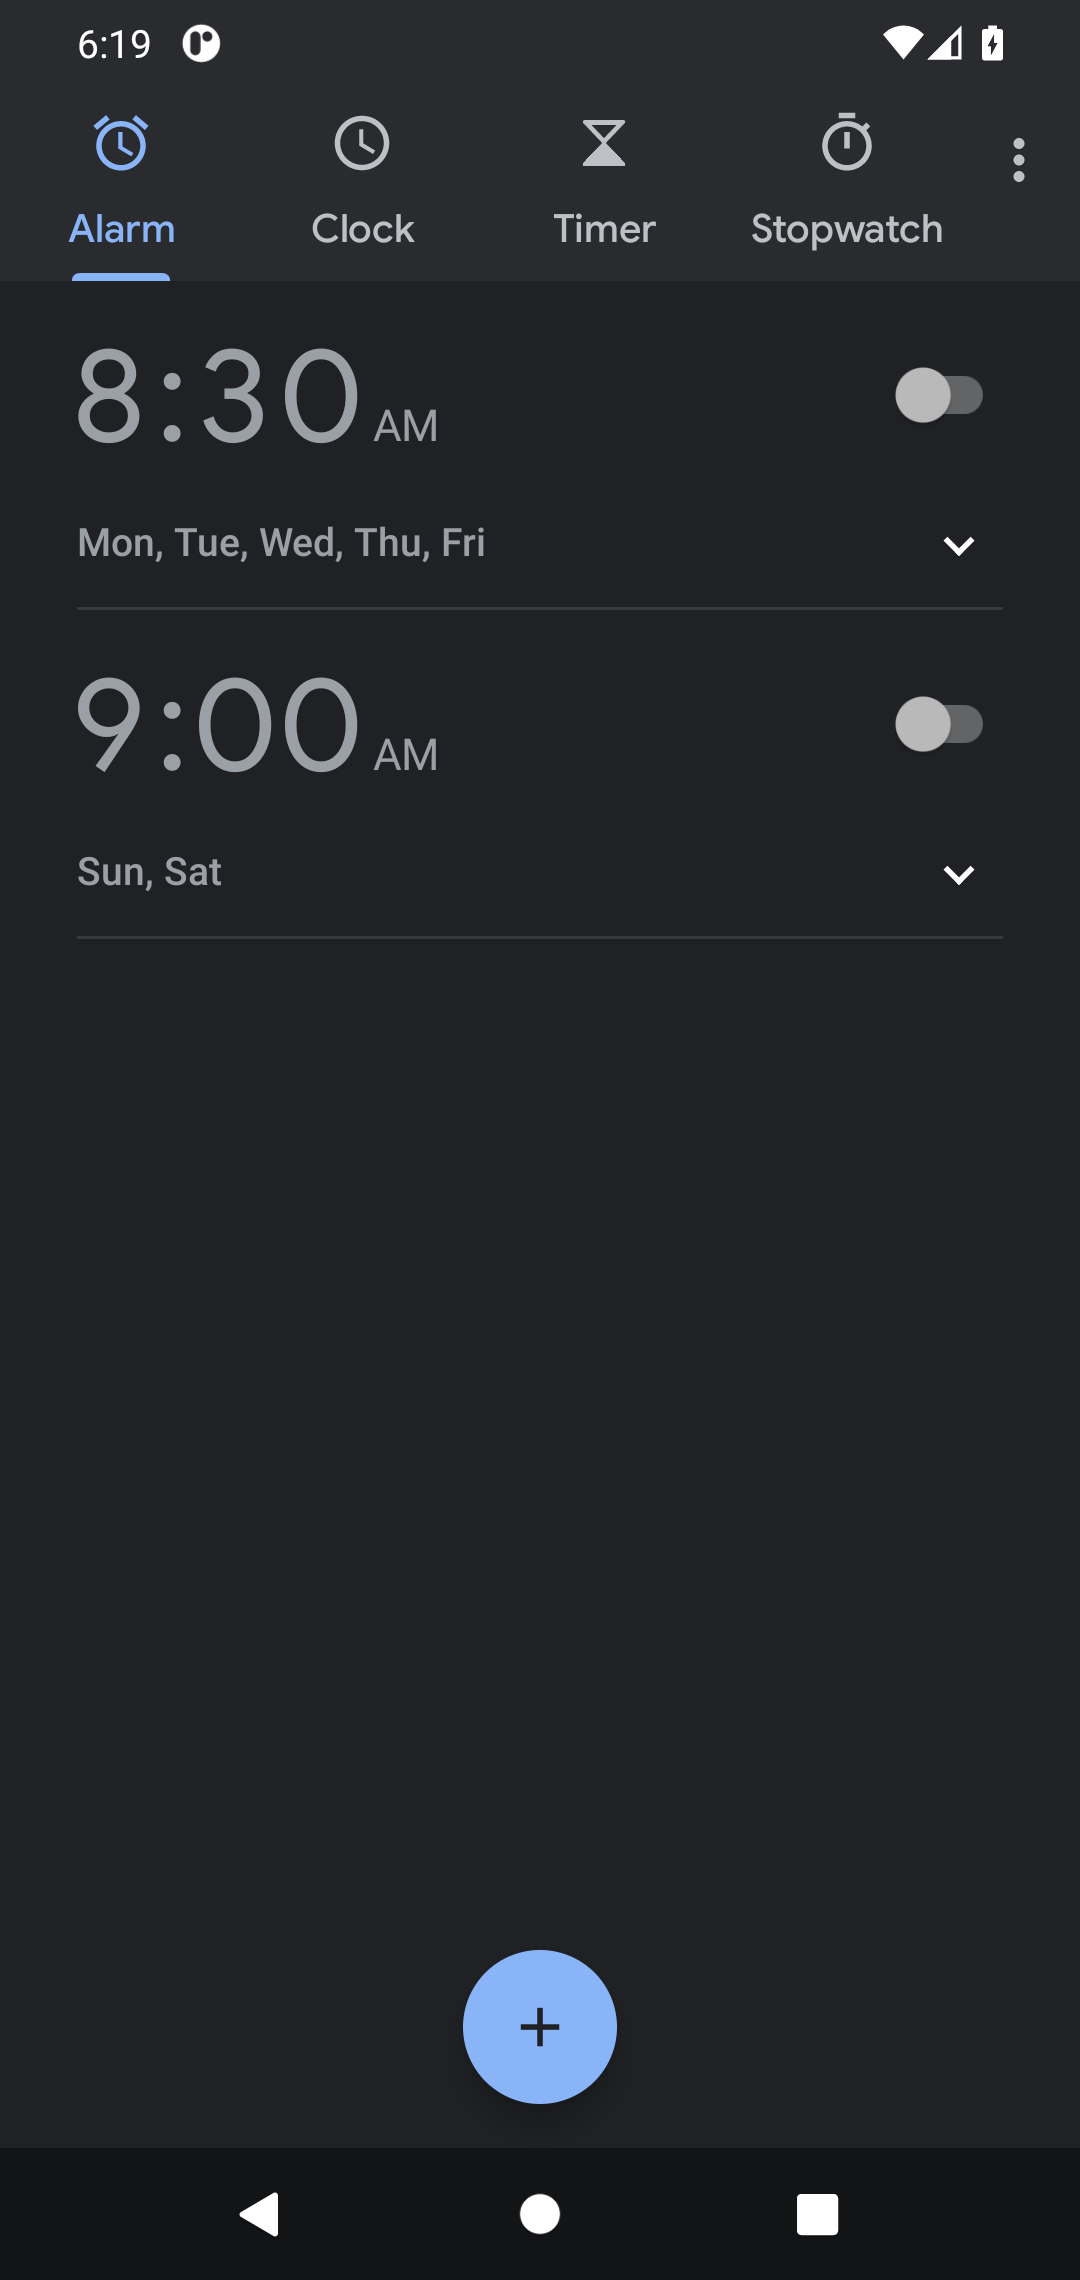 6:19
Alarm
Clock
Timer
Stopwatch
8:30 AM
Mon, Tue, Wed, Thu, Fri
9:00 AM
Sun, Sat